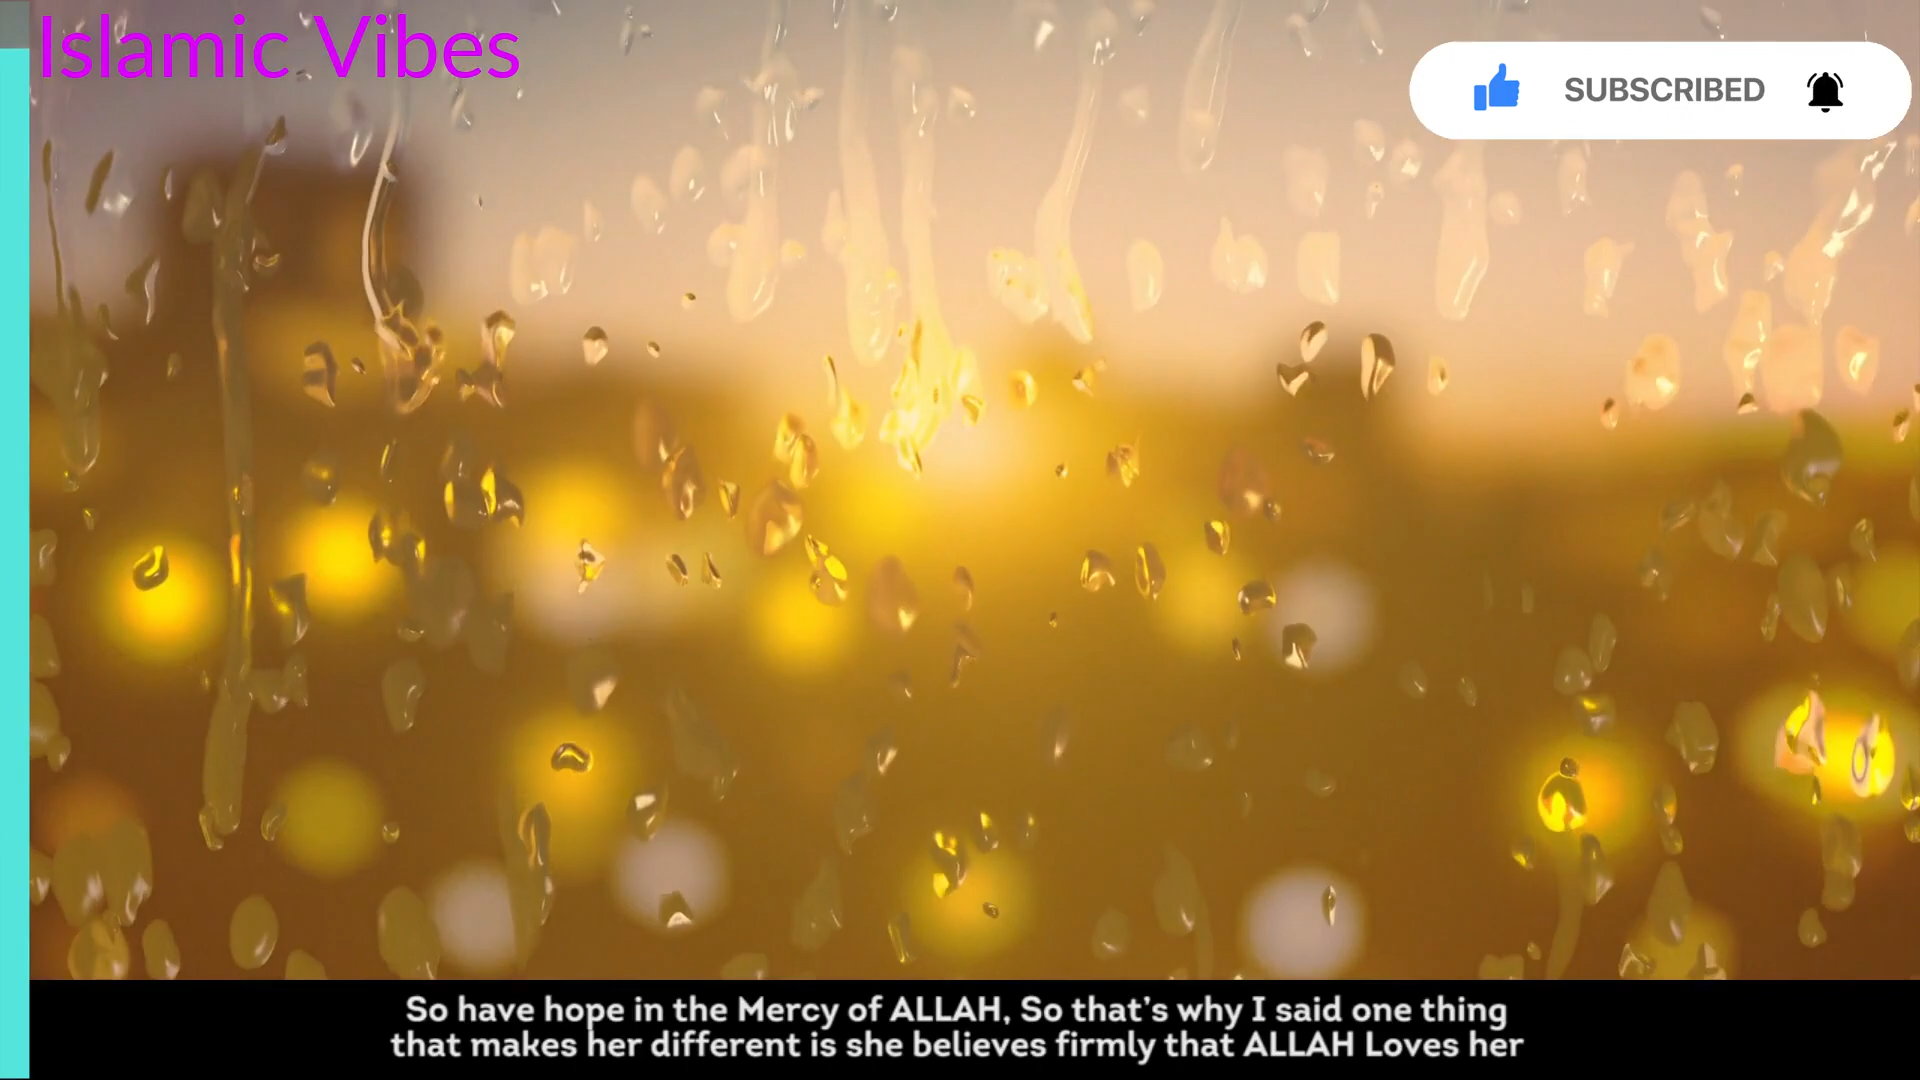 Islamic Vibes
SUBSCRIBED
So have hope in the Mercy of ALLAH, So that's why I said one thing
that makes her different is she believes firmly that ALLAH Loves her